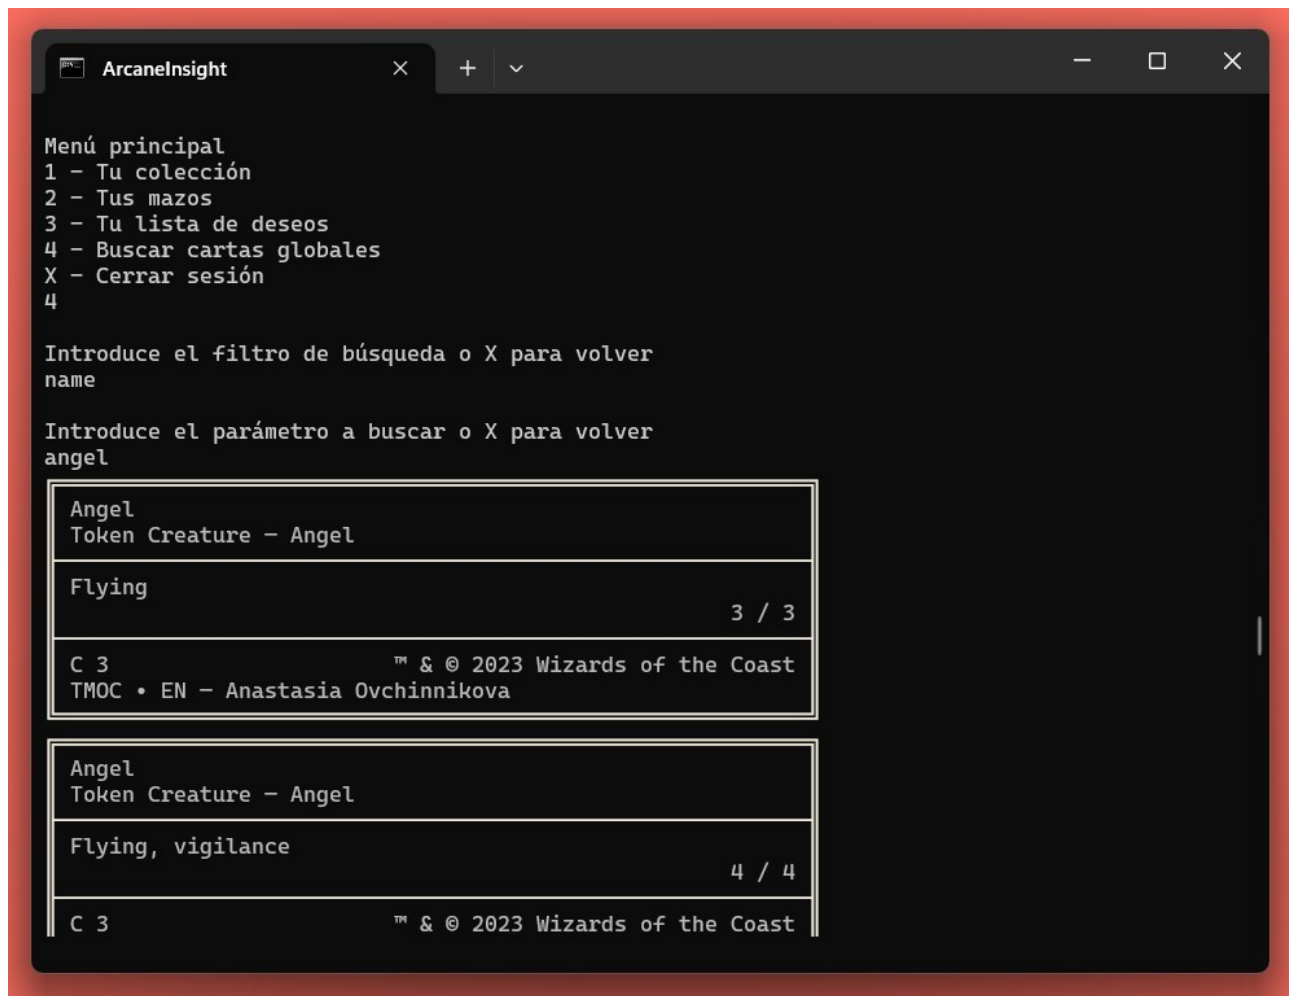 ArcaneInsight
Menú principal
1 – Tu colección
2 – Tus mazos
3 – Tu lista de deseos
4 – Buscar cartas globales
X – Cerrar sesión
4
Introduce el filtro de búsqueda o X para volver
name
Introduce el parámetro a buscar o X para volver
angel
Angel
Token Creature — Angel
Flying
3 / 3
C 3 ™ & © 2023 Wizards of the Coast
TMOC • EN — Anastasia Ovchinnikova
Angel
Token Creature — Angel
Flying, vigilance
4 / 4
C 3 ™ & © 2023 Wizards of the Coast